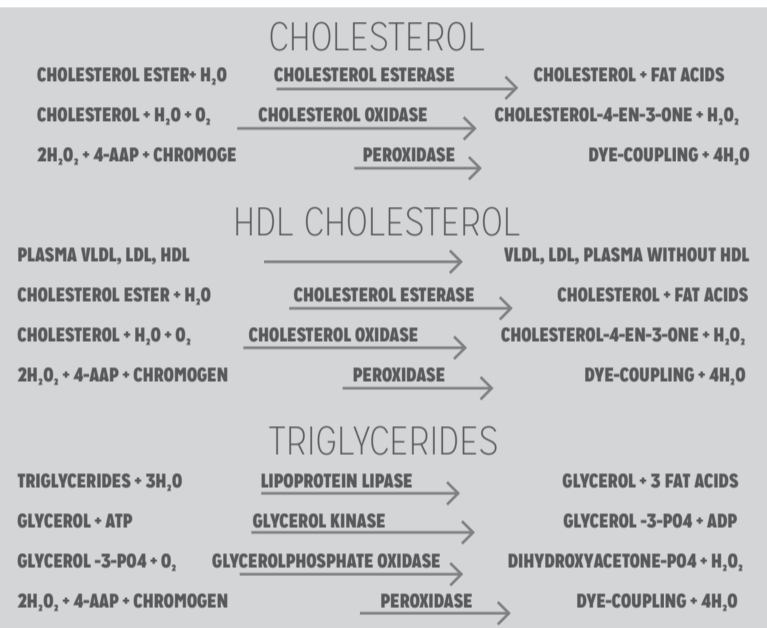 CHOLESTEROL
CHOLESTEROL ESTER+ H₂O CHOLESTEROL ESTERASE CHOLESTEROL + FAT ACIDS
CHOLESTEROL + H₂O + O₂ CHOLESTEROL OXIDASE CHOLESTEROL-4-EN-3-ONE + H₂O₂
2H₂O₂ + 4-AAP + CHROMOGE PEROXIDASE DYE-COUPLING + 4H₂O
HDL CHOLESTEROL
PLASMA VLDL, LDL, HDL VLDL, LDL, PLASMA WITHOUT HDL
CHOLESTEROL ESTER + H₂O CHOLESTEROL ESTERASE CHOLESTEROL + FAT ACIDS
CHOLESTEROL + H₂O + O₂ CHOLESTEROL OXIDASE CHOLESTEROL-4-EN-3-ONE + H₂O₂
2H₂O₂ + 4-AAP + CHROMOGEN PEROXIDASE DYE-COUPLING + 4H₂O
TRIGLYCERIDES
TRIGLYCERIDES + 3H₂O LIPOPROTEIN LIPASE GLYCEROL + 3 FAT ACIDS
GLYCEROL + ATP GLYCEROL KINASE GLYCEROL -3-PO4 + ADP
GLYCEROL -3-PO4 + O₂ GLYCEROLPHOSPHATE OXIDASE DIHYDROXYACETONE-PO4 + H₂O₂
2H₂O₂ + 4-AAP + CHROMOGEN PEROXIDASE DYE-COUPLING + 4H₂O